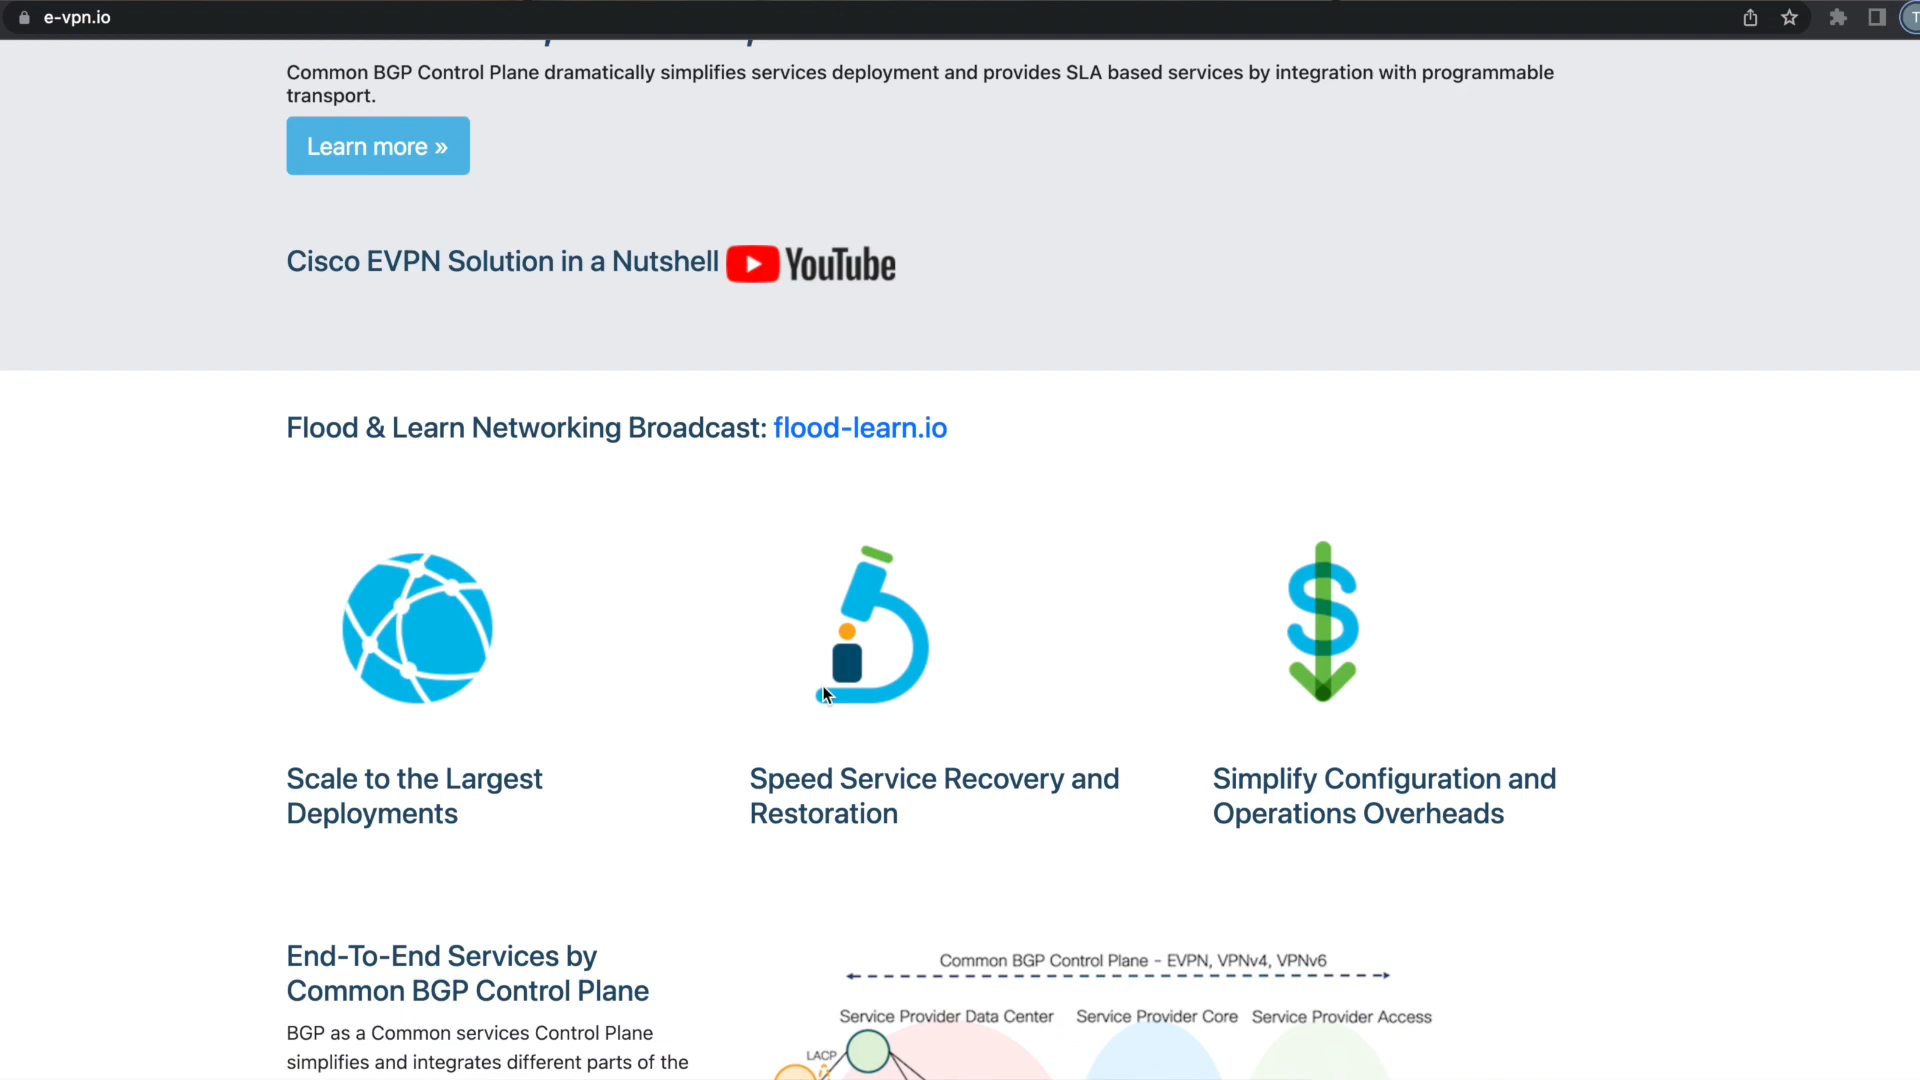 e-vpn.io
T
Common BGP Control Plane dramatically simplifies services deployment and provides SLA based services by integration with programmable
transport.
Learn more »
Cisco EVPN Solution in a Nutshell YouTube
Flood & Learn Networking Broadcast: flood-learn.io
Scale to the Largest
Deployments
Speed Service Recovery and
Restoration
Simplify Configuration and
Operations Overheads
End-To-End Services by
Common BGP Control Plane
BGP as a Common services Control Plane
simplifies and integrates different parts of the
Common BGP Control Plane - EVPN, VPNv4, VPNv6
Service Provider Data Center Service Provider Core Service Provider Access
LACP